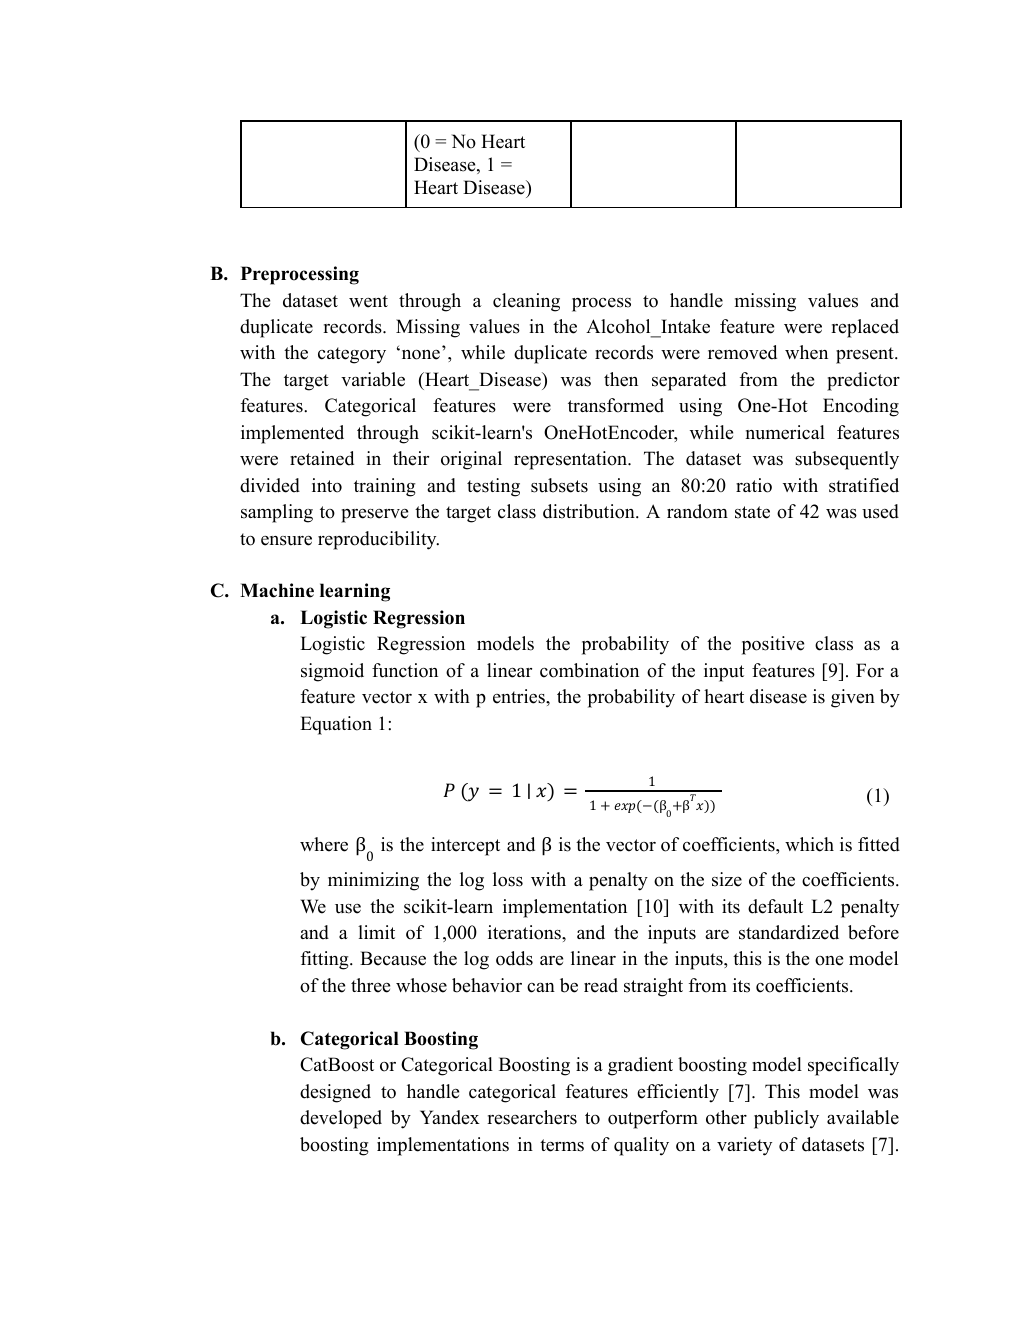 (0 = No Heart
Disease, 1 =
Heart Disease)
B. Preprocessing
The dataset went through a cleaning process to handle missing values and
duplicate records. Missing values in the Alcohol_Intake feature were replaced
with the category ‘none’, while duplicate records were removed when present.
The target variable (Heart_Disease) was then separated from the predictor
features. Categorical features were transformed using One-Hot Encoding
implemented through scikit-learn's OneHotEncoder, while numerical features
were retained in their original representation. The dataset was subsequently
divided into training and testing subsets using an 80:20 ratio with stratified
sampling to preserve the target class distribution. A random state of 42 was used
to ensure reproducibility.
C. Machine learning
a. Logistic Regression
Logistic Regression models the probability of the positive class as a
sigmoid function of a linear combination of the input features [9]. For a
feature vector x with p entries, the probability of heart disease is given by
Equation 1:
P (y = 1 | x) = 1 / (1 + exp(−(β₀+βᵀx))) (1)
where β₀ is the intercept and β is the vector of coefficients, which is fitted
by minimizing the log loss with a penalty on the size of the coefficients.
We use the scikit-learn implementation [10] with its default L2 penalty
and a limit of 1,000 iterations, and the inputs are standardized before
fitting. Because the log odds are linear in the inputs, this is the one model
of the three whose behavior can be read straight from its coefficients.
b. Categorical Boosting
CatBoost or Categorical Boosting is a gradient boosting model specifically
designed to handle categorical features efficiently [7]. This model was
developed by Yandex researchers to outperform other publicly available
boosting implementations in terms of quality on a variety of datasets [7].